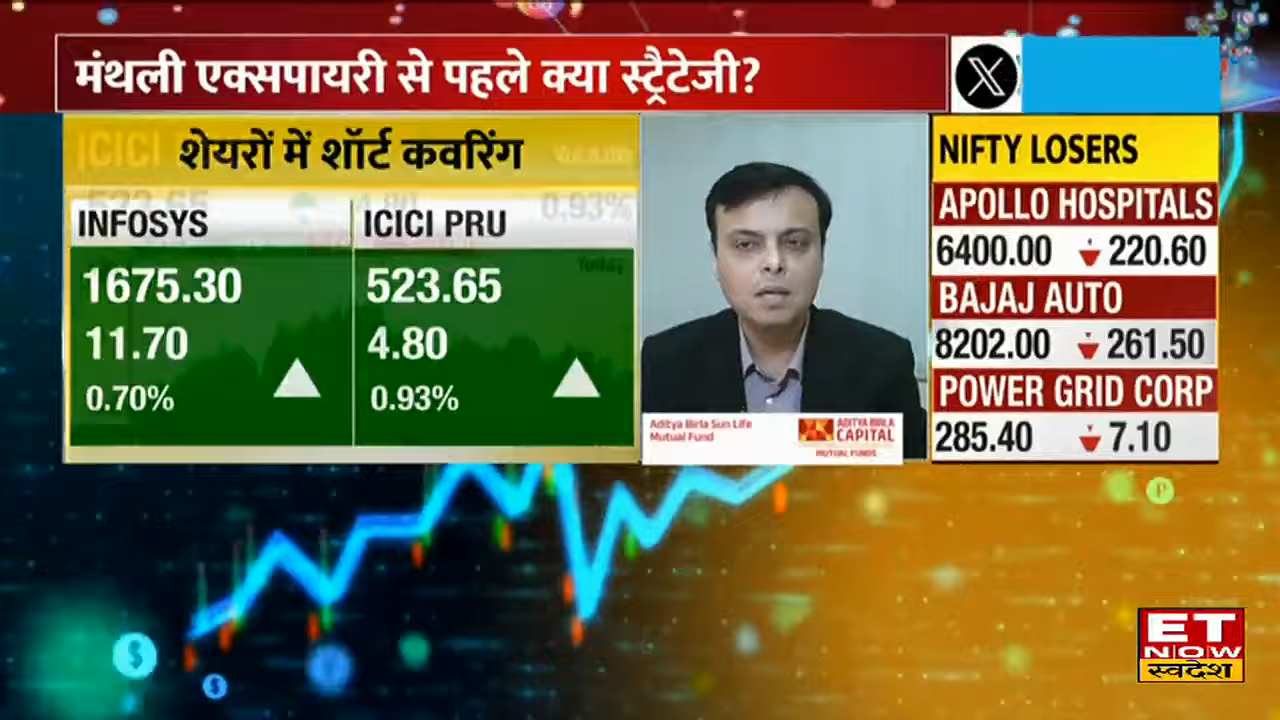 मंथली एक्सपायरी से पहले क्या स्ट्रैटेजी?
शेयरों में शॉर्ट कवरिंग
INFOSYS
1675.30
11.70
0.70%
ICICI PRU
523.65
4.80
0.93%
Aditya Birla Sun Life
Mutual Fund
ADITYA BIRLA
CAPITAL
MUTUAL FUNDS
NIFTY LOSERS
APOLLO HOSPITALS
6400.00 220.60
BAJAJ AUTO
8202.00 261.50
POWER GRID CORP
285.40 7.10
ET
NOW
स्वदेश